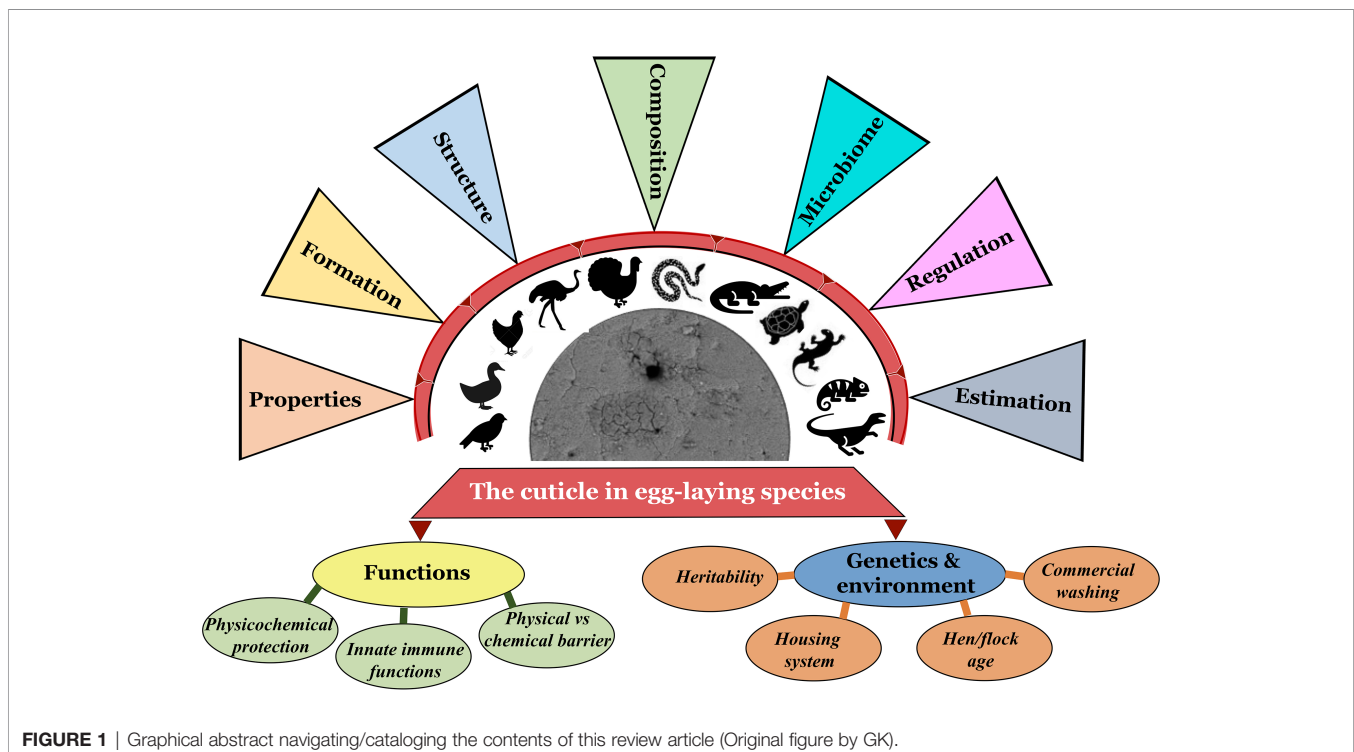 Properties
Formation
Structure
Composition
Microbiome
Regulation
Estimation
The cuticle in egg-laying species
Functions
Physicochemical
protection
Innate immune
functions
Physical vs
chemical barrier
Genetics &
environment
Heritability
Housing
system
Hen/flock
age
Commercial
washing
FIGURE 1 | Graphical abstract navigating/cataloging the contents of this review article (Original figure by GK).